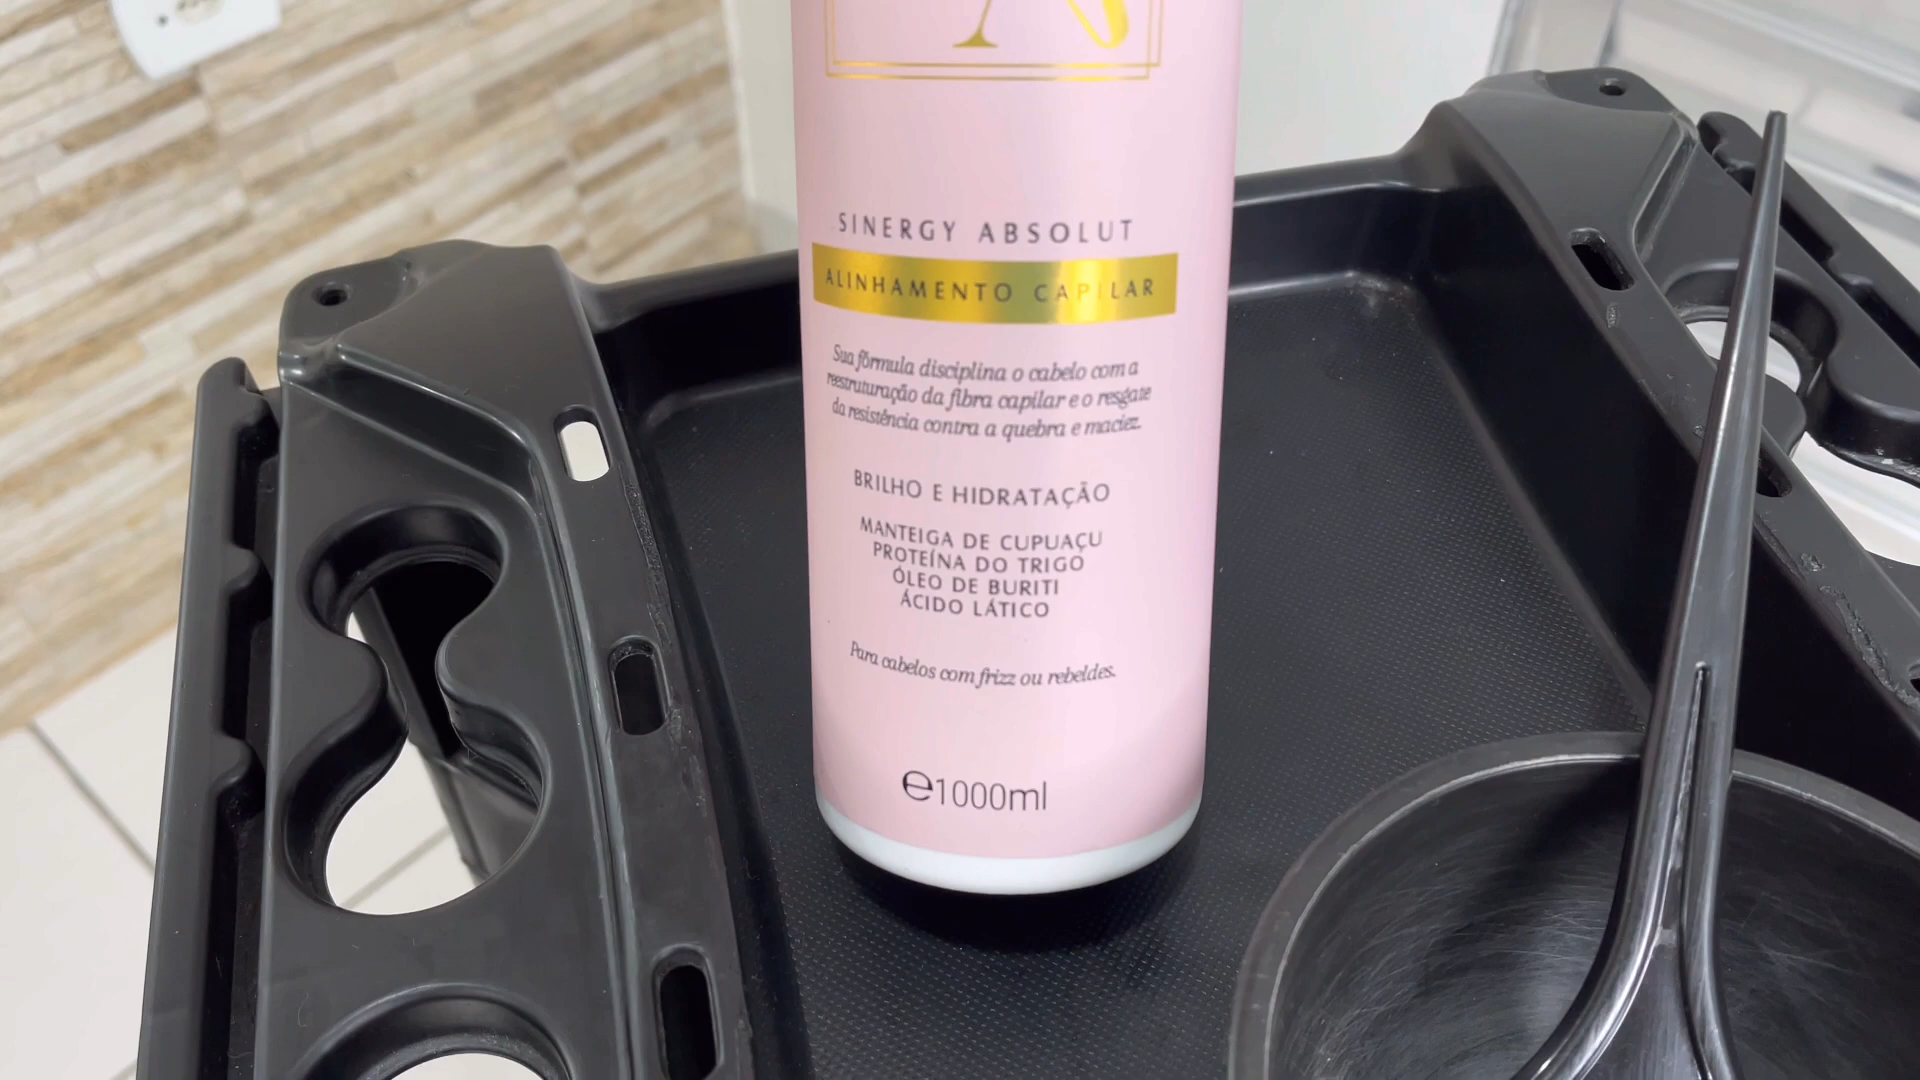 SINERGY ABSOLUT
ALINHAMENTO CAPILAR
Sua fórmula disciplina o cabelo com a
reestruturação da fibra capilar e o resgate
da resistência contra a quebra e maciez.
BRILHO E HIDRATAÇÃO
MANTEIGA DE CUPUAÇU
PROTEÍNA DO TRIGO
ÓLEO DE BURITI
ÁCIDO LÁTICO
Para cabelos com frizz ou rebeldes.
℮1000ml